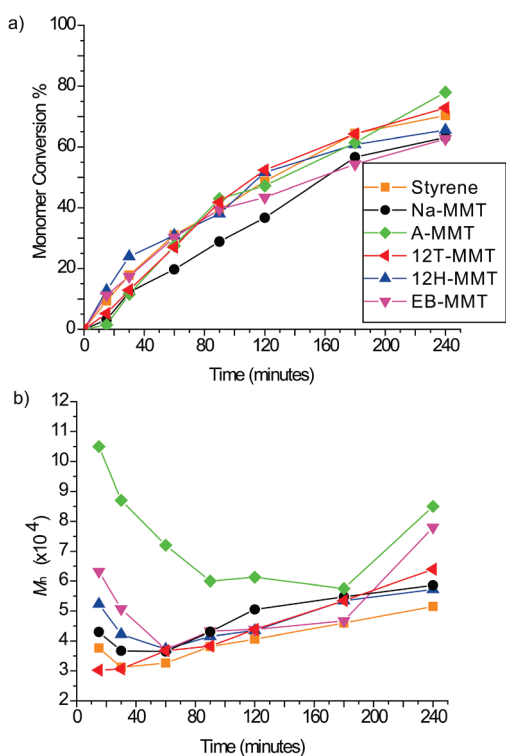 a)
100
80
60
40
20
0
Monomer Conversion %
0 40 80 120 160 200 240
Time (minutes)
Styrene
Na-MMT
A-MMT
12T-MMT
12H-MMT
EB-MMT
b)
12
11
10
9
8
7
6
5
4
3
2
Mn (x10⁴)
0 40 80 120 160 200 240
Time (minutes)